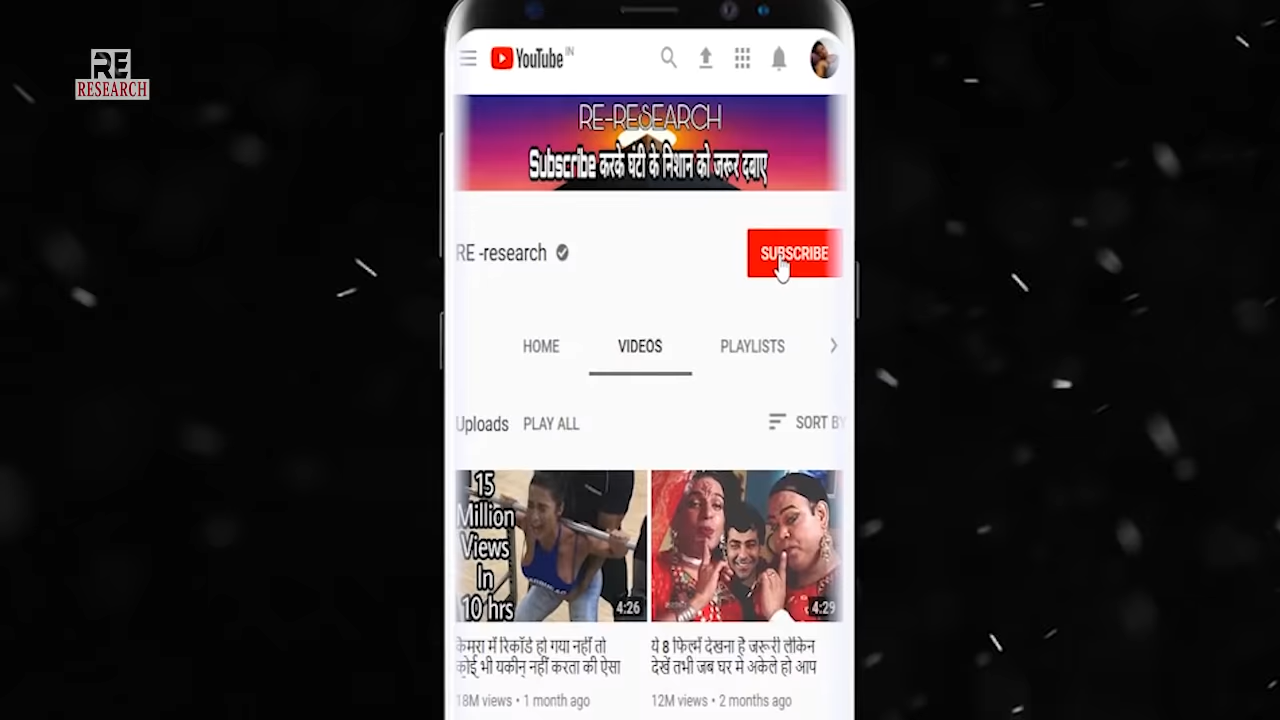 RE
RESEARCH
YouTube IN
RE-RESEARCH
Subscribe करके घंटी के निशान को जरूर दबाए
RE -research
SUBSCRIBE
HOME VIDEOS PLAYLISTS
Uploads PLAY ALL SORT BY
15
Million
Views
In
10 hrs
4:26
4:29
केमरा में रिकॉर्ड हो गया नहीं तो
कोई भी यकीन नहीं करता की ऐसा
18M views • 1 month ago
ये 8 फिल्में देखना है जरूरी लेकिन
देखें तभी जब घर मे अकेले हो आप
12M views • 2 months ago